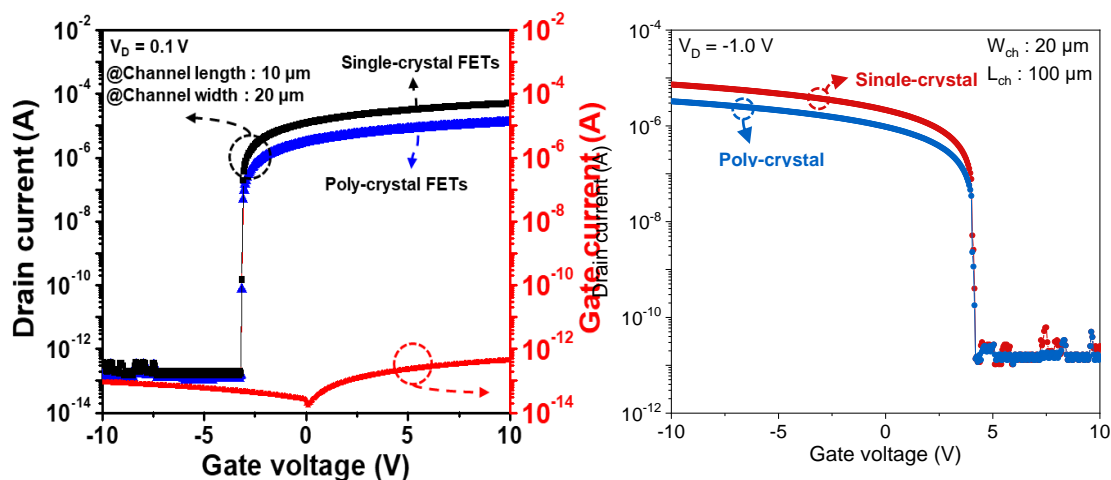 V_D = 0.1 V
@Channel length : 10 µm
@Channel width : 20 µm
Single-crystal FETs
Poly-crystal FETs
10^-2
10^-4
10^-6
10^-8
10^-10
10^-12
10^-14
Drain current (A)
10^-2
10^-4
10^-6
10^-8
10^-10
10^-12
10^-14
Gate current (A)
-10
-5
0
5
10
Gate voltage (V)
V_D = -1.0 V
W_ch : 20 µm
L_ch : 100 µm
Single-crystal
Poly-crystal
10^-4
10^-6
10^-8
10^-10
10^-12
Drain current (A)
-10
-5
0
5
10
Gate voltage (V)